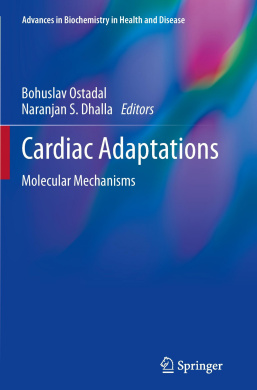 Advances in Biochemistry in Health and Disease
Bohuslav Ostadal
Naranjan S. Dhalla Editors
Cardiac Adaptations
Molecular Mechanisms
Springer